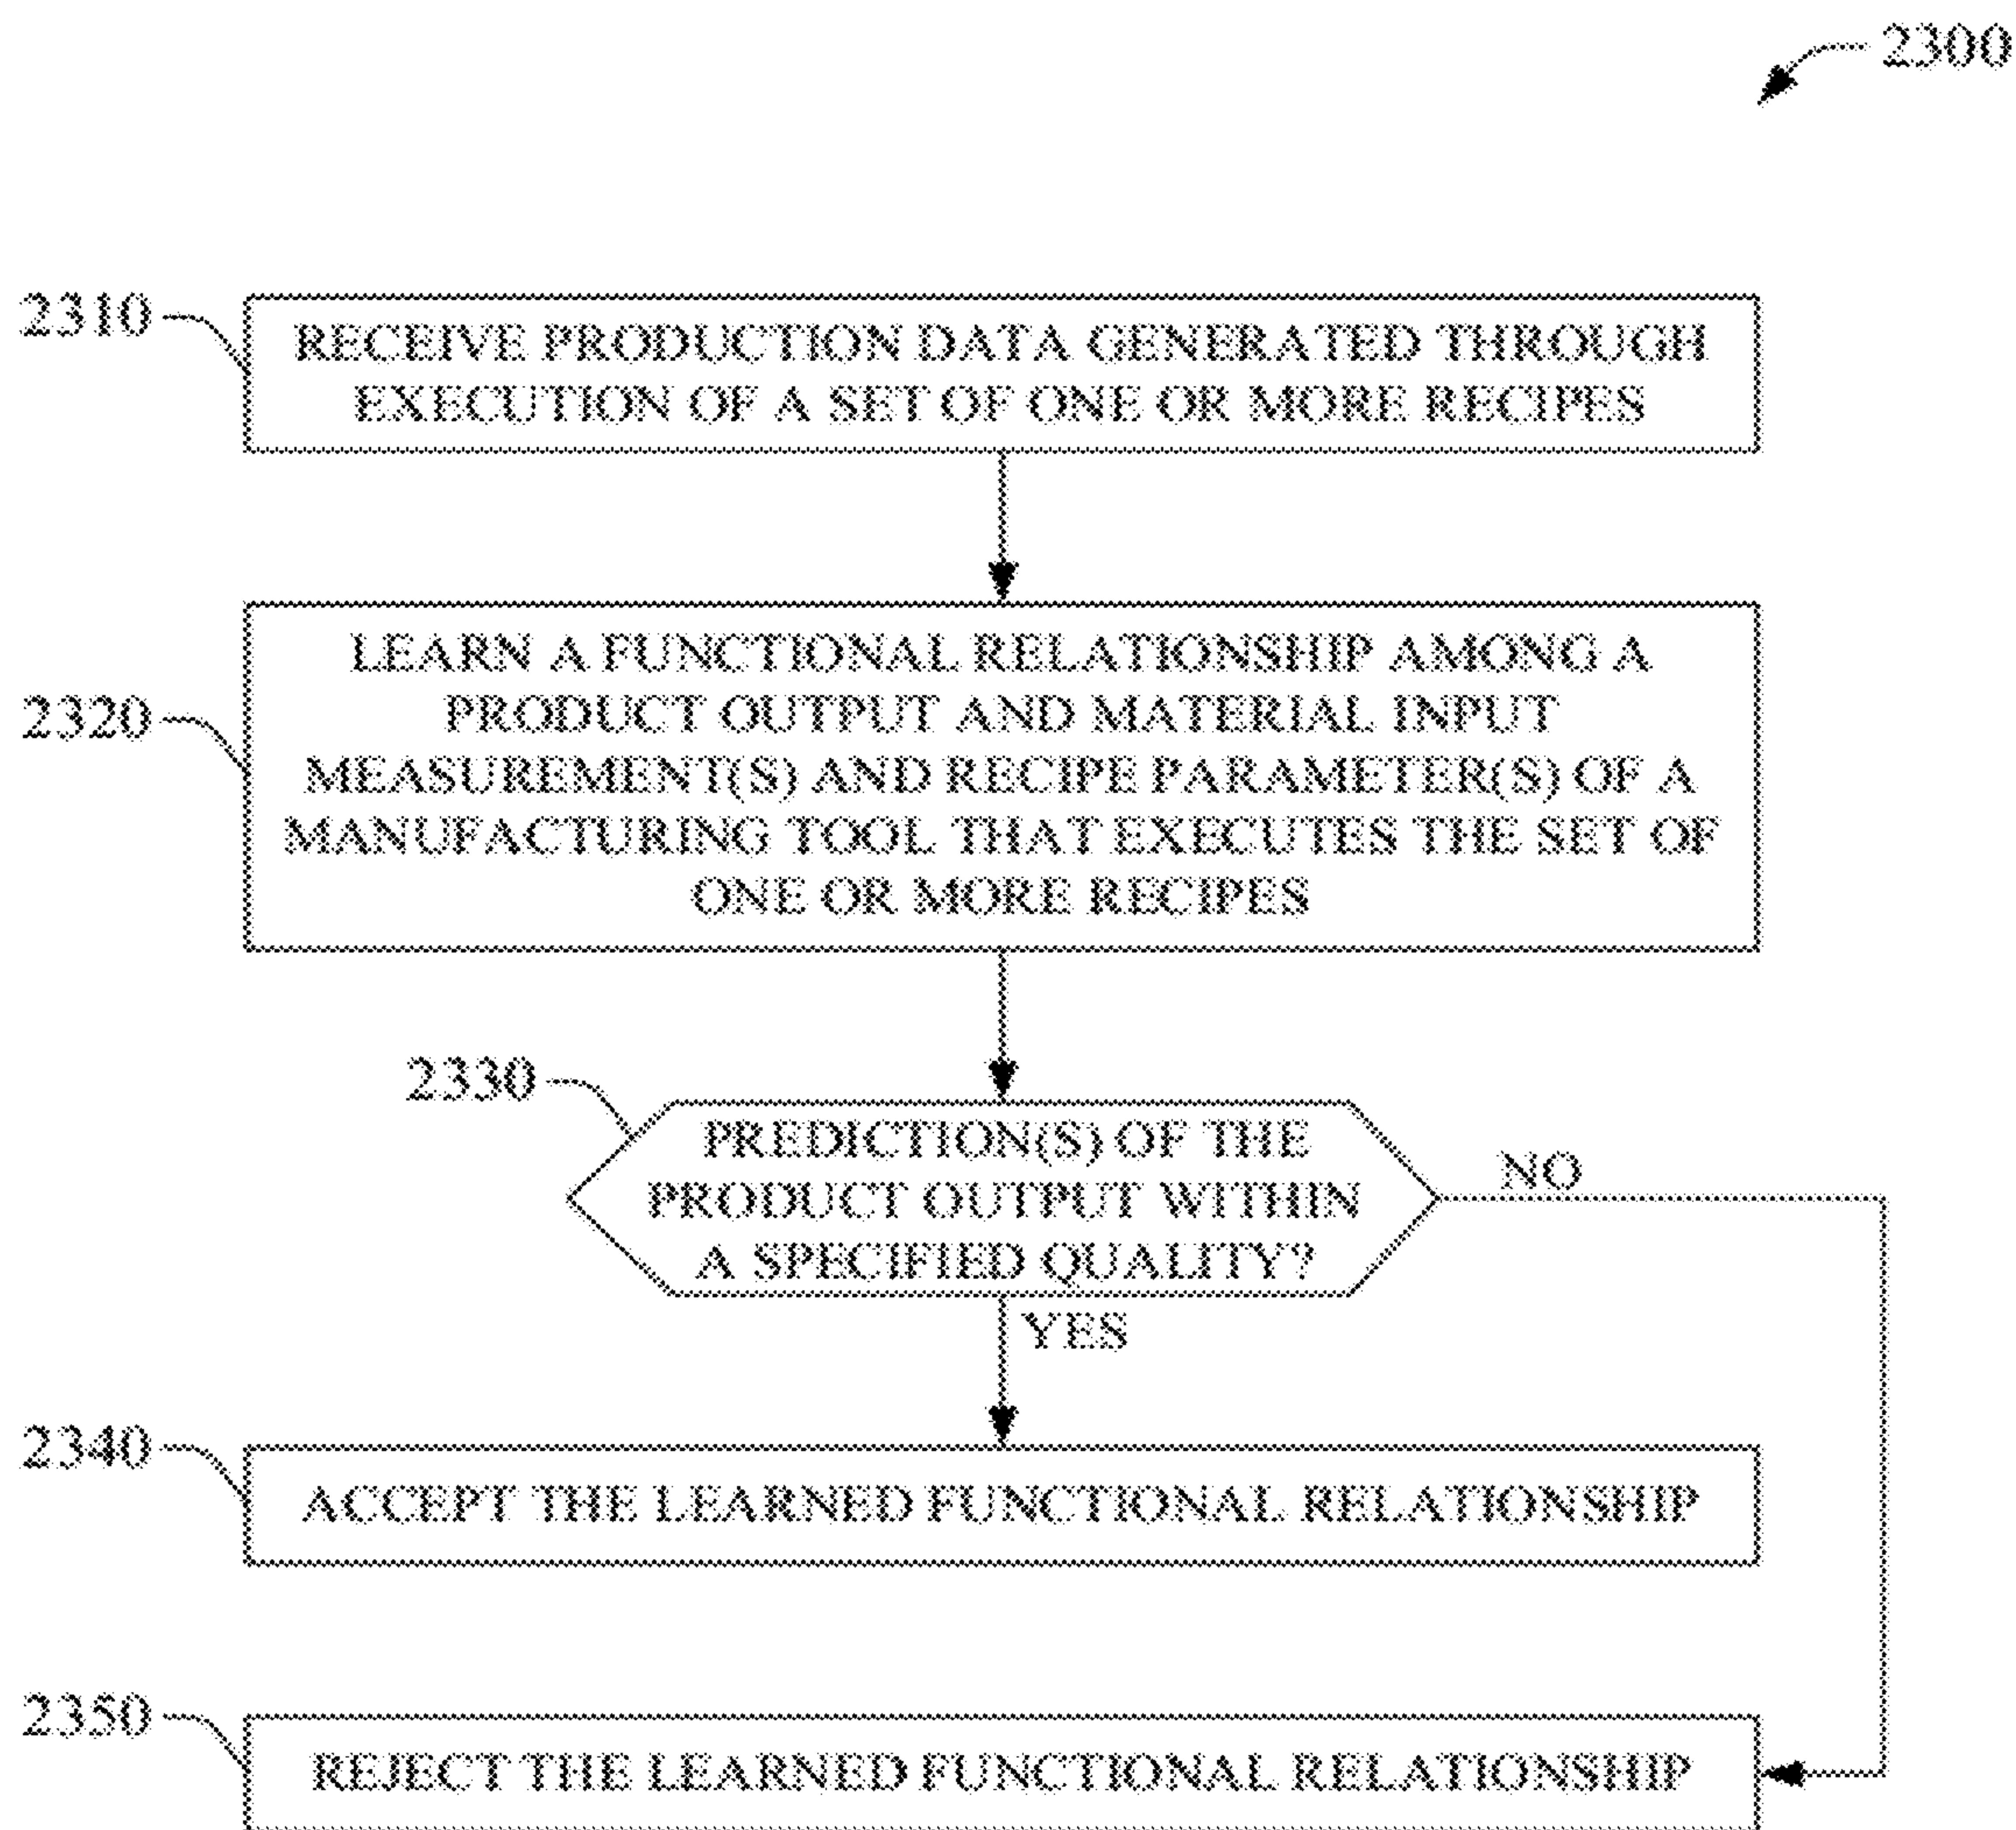 2300
2310
RECEIVE PRODUCTION DATA GENERATED THROUGH
EXECUTION OF A SET OF ONE OR MORE RECIPES
2320
LEARN A FUNCTIONAL RELATIONSHIP AMONG A
PRODUCT OUTPUT AND MATERIAL INPUT
MEASUREMENT(S) AND RECIPE PARAMETER(S) OF A
MANUFACTURING TOOL THAT EXECUTES THE SET OF
ONE OR MORE RECIPES
2330
PREDICTION(S) OF THE
PRODUCT OUTPUT WITHIN
A SPECIFIED QUALITY?
NO
YES
2340
ACCEPT THE LEARNED FUNCTIONAL RELATIONSHIP
2350
REJECT THE LEARNED FUNCTIONAL RELATIONSHIP